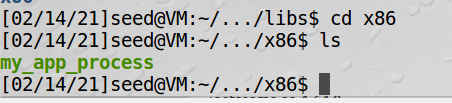 [02/14/21]seed@VM:~/.../libs$ cd x86
[02/14/21]seed@VM:~/.../x86$ ls
my_app_process
[02/14/21]seed@VM:~/.../x86$